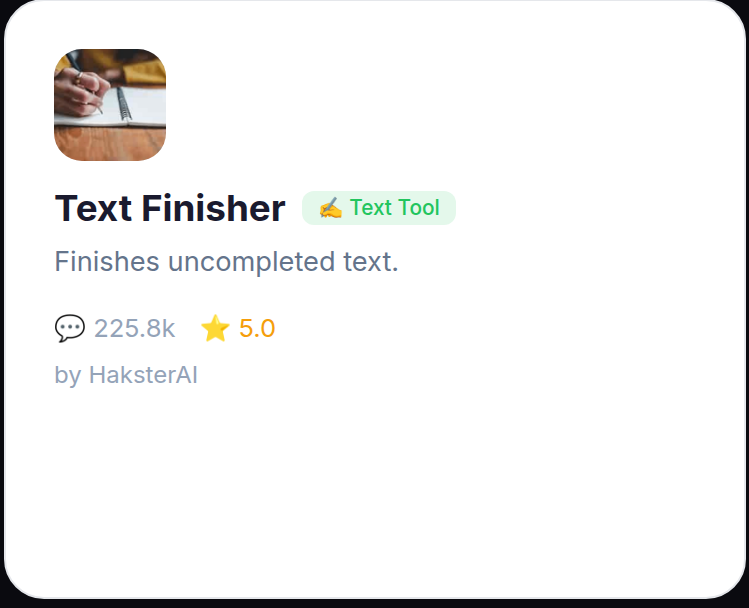 Text Finisher ✍️ Text Tool
Finishes uncompleted text.
💬 225.8k ⭐ 5.0
by HaksterAI